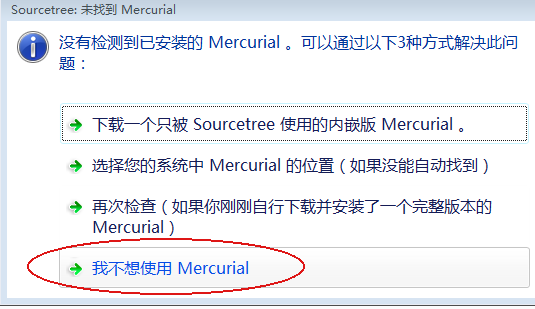 Sourcetree: 未找到 Mercurial
没有检测到已安装的 Mercurial 。可以通过以下3种方式解决此问
题：
下载一个只被 Sourcetree 使用的内嵌版 Mercurial 。
选择您的系统中 Mercurial 的位置（如果没能自动找到）
再次检查（如果你刚刚自行下载并安装了一个完整版本的
Mercurial）
我不想使用 Mercurial